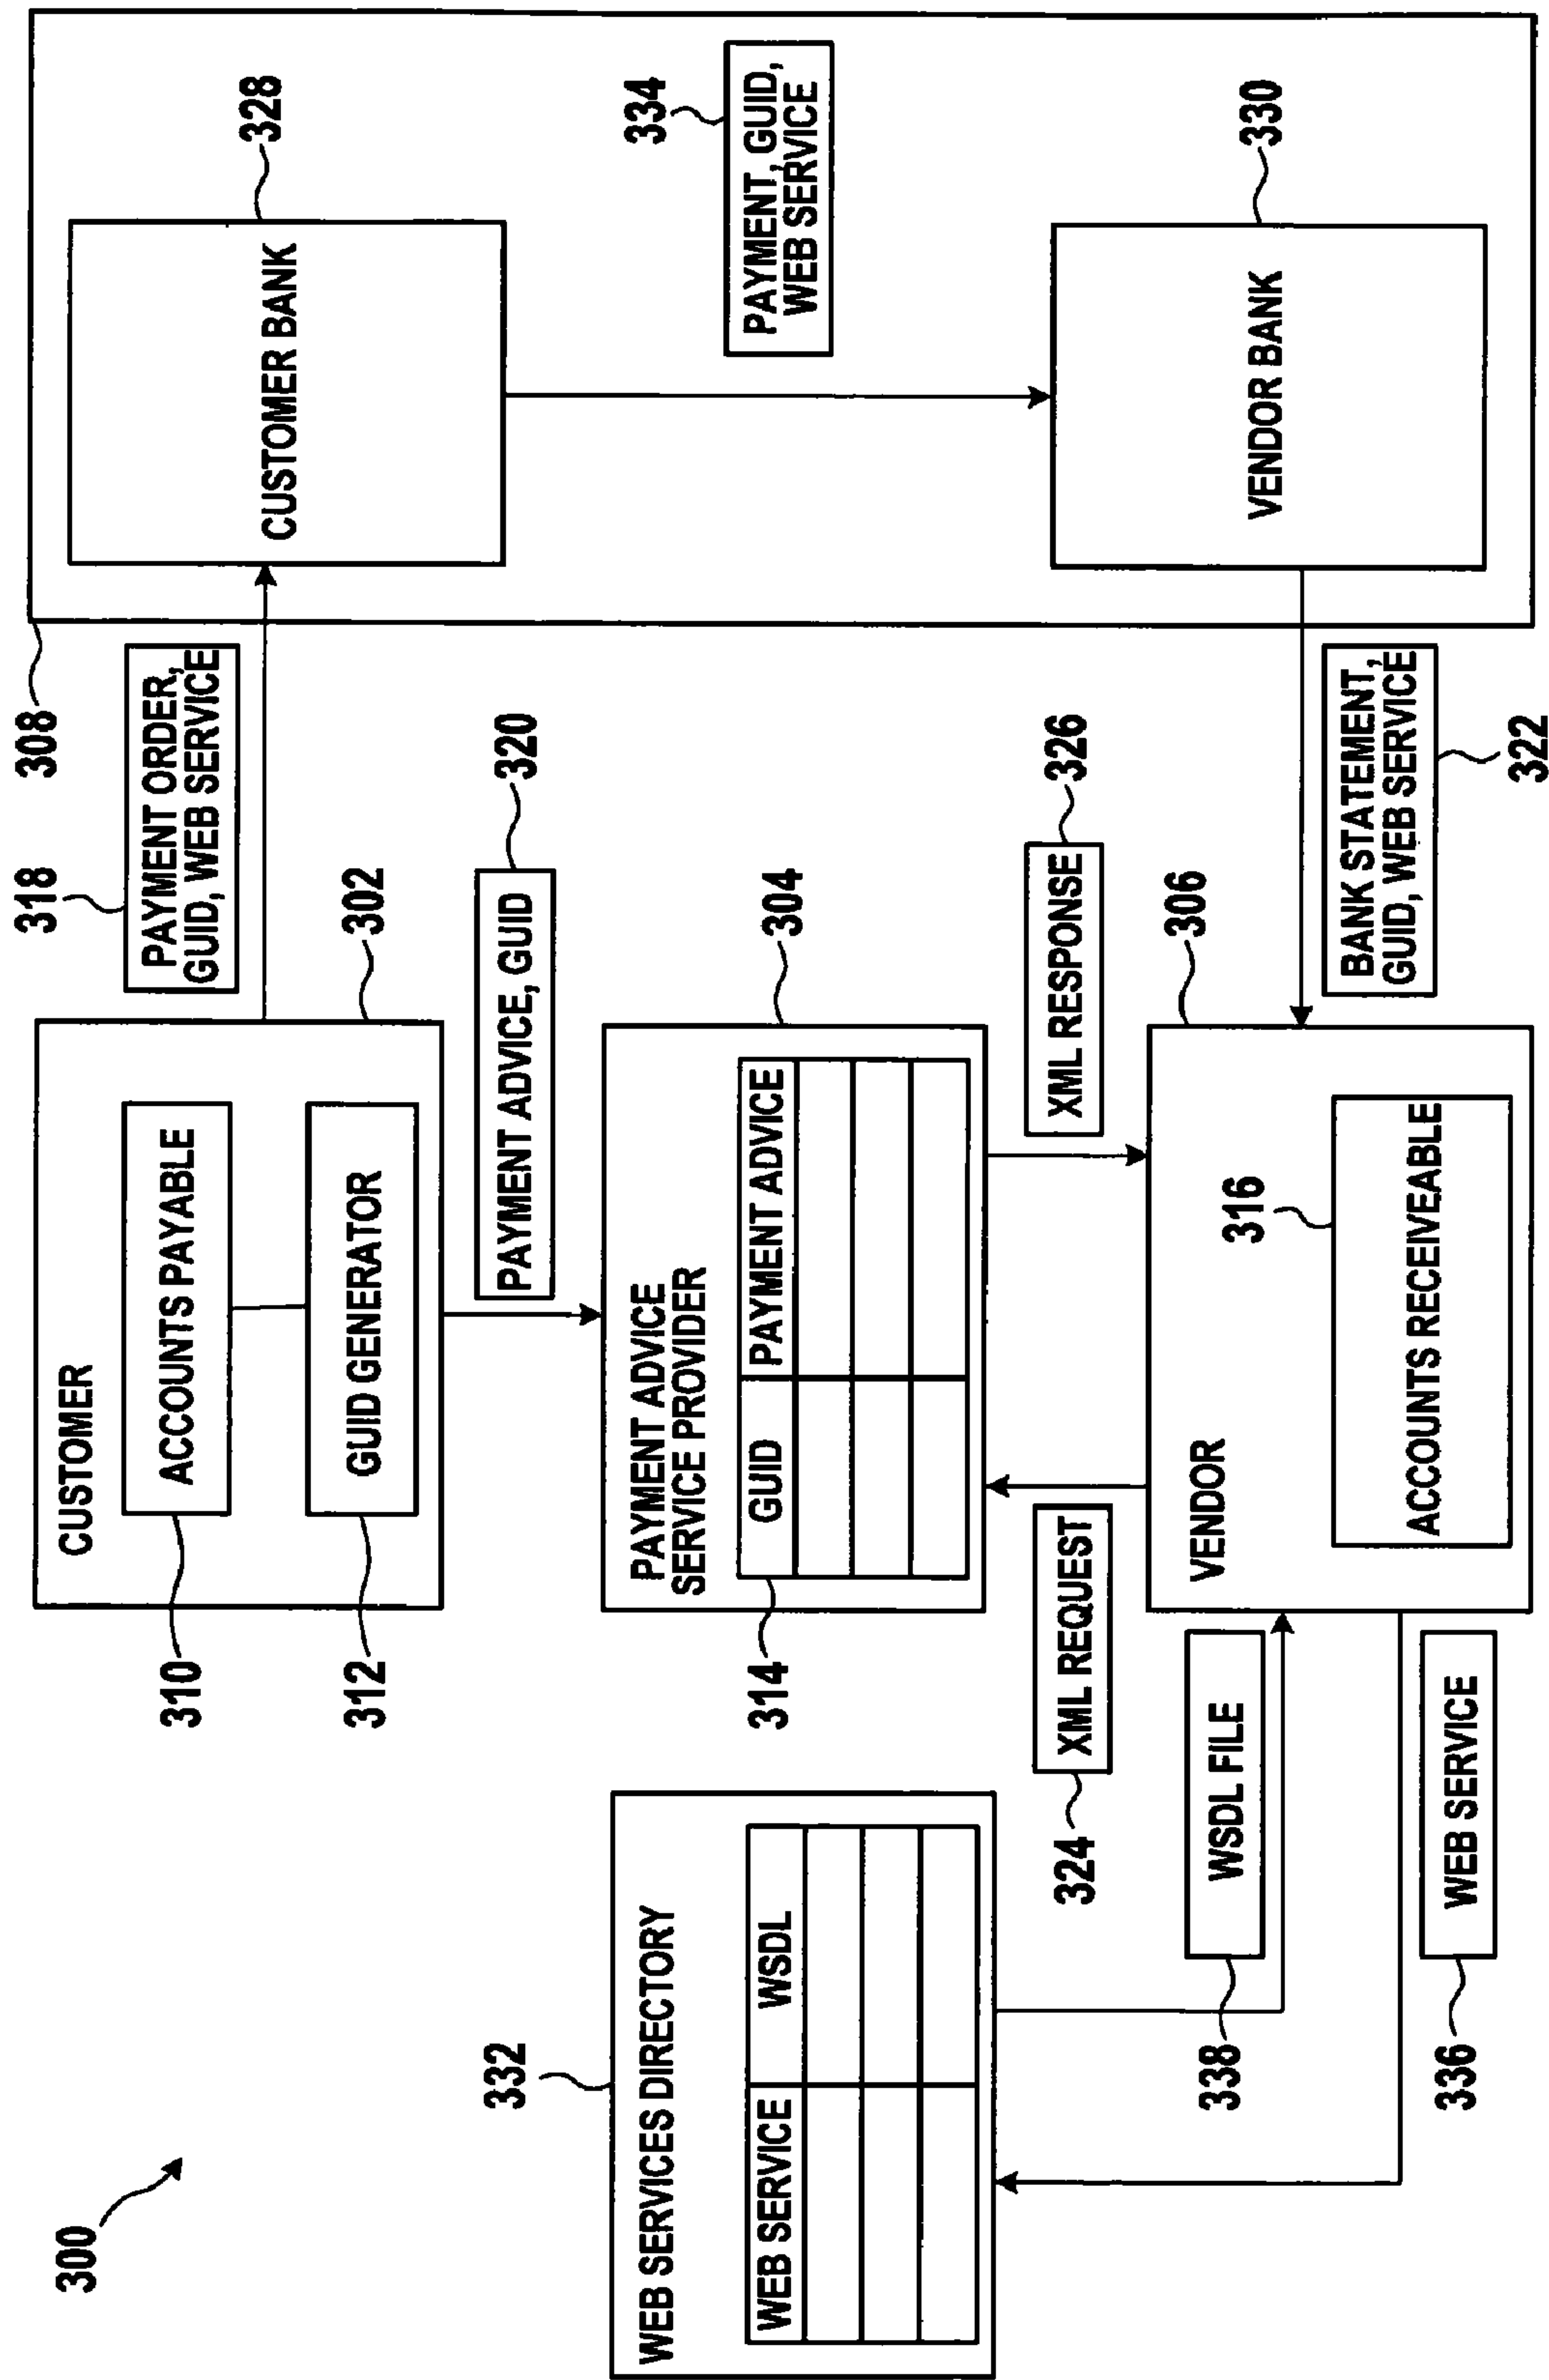 300
CUSTOMER
310
ACCOUNTS PAYABLE
312
GUID GENERATOR
302
318
PAYMENT ORDER,
GUID, WEB SERVICE
308
CUSTOMER BANK
328
PAYMENT ADVICE, GUID
320
334
PAYMENT, GUID,
WEB SERVICE
332
WEB SERVICES DIRECTORY
WEB SERVICE
WSDL
PAYMENT ADVICE
SERVICE PROVIDER
304
314
GUID
PAYMENT ADVICE
324
XML REQUEST
XML RESPONSE
326
338
WSDL FILE
336
WEB SERVICE
VENDOR
306
316
ACCOUNTS RECEIVEABLE
BANK STATEMENT,
GUID, WEB SERVICE
322
VENDOR BANK
330